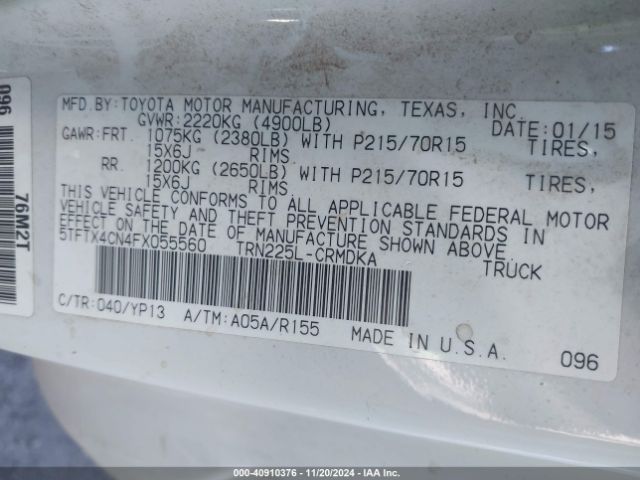 MFD.BY:TOYOTA MOTOR MANUFACTURING, TEXAS, INC.
GVWR:2220KG (4900LB) DATE:01/15
GAWR:FRT. 1075KG (2380LB) WITH P215/70R15 TIRES,
15X6J RIMS.
RR. 1200KG (2650LB) WITH P215/70R15 TIRES,
15X6J RIMS.
THIS VEHICLE CONFORMS TO ALL APPLICABLE FEDERAL MOTOR
VEHICLE SAFETY AND THEFT PREVENTION STANDARDS IN
EFFECT ON THE DATE OF MANUFACTURE SHOWN ABOVE.
5TFTX4CN4FX055560 TRN225L-CRMDKA TRUCK
C/TR:040/YP13 A/TM:A05A/R155 MADE IN U.S.A. 096
096
76M2T
000-40910376 - 11/20/2024 - IAA